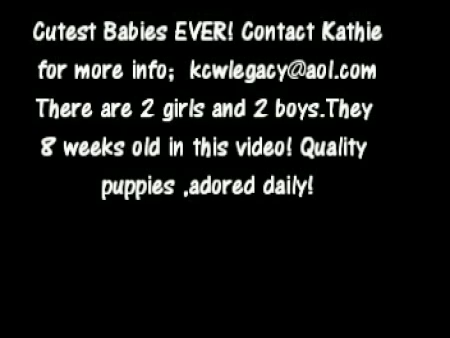 Cutest Babies EVER! Contact Kathie
for more info; kcwlegacy@aol.com
There are 2 girls and 2 boys.They
8 weeks old in this video! Quality
puppies ,adored daily!